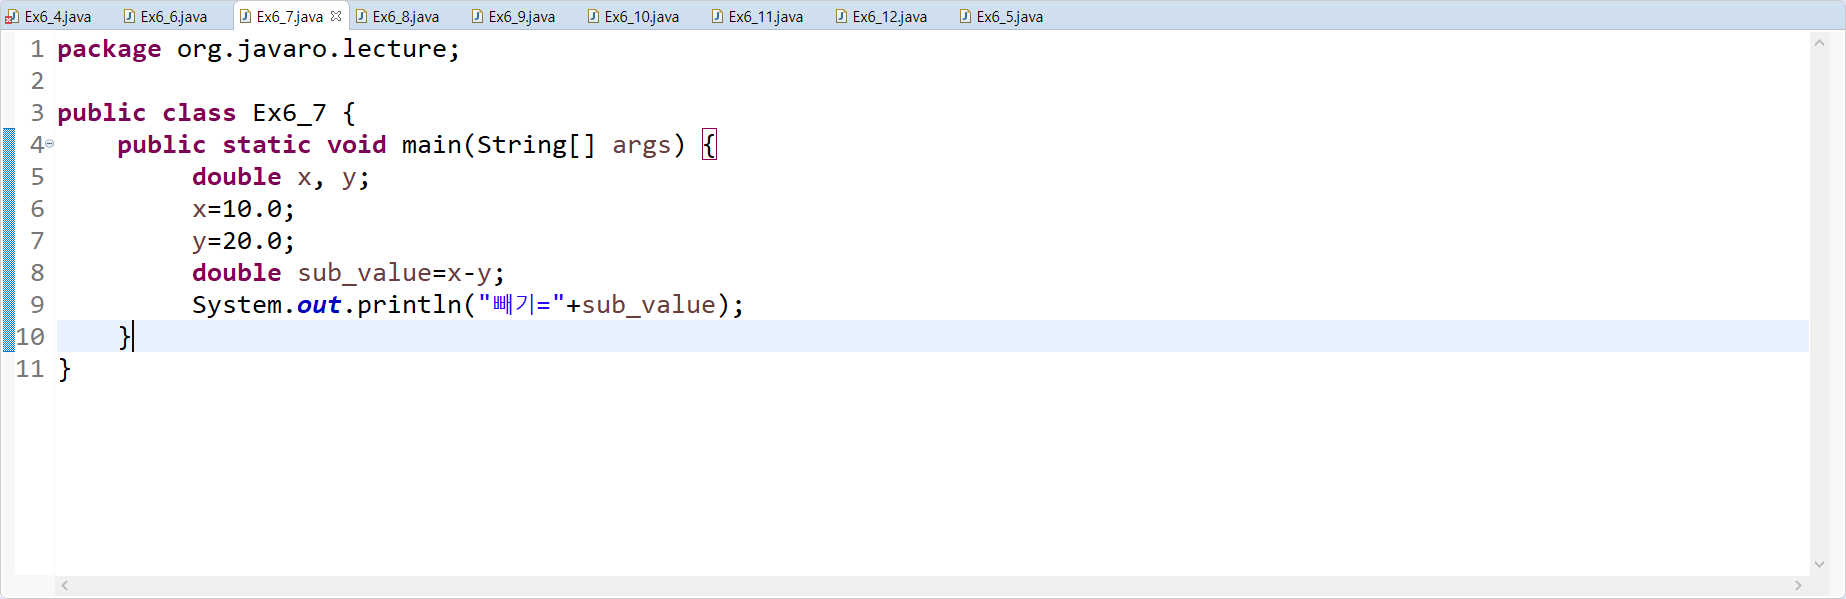 Ex6_4.java Ex6_6.java Ex6_7.java Ex6_8.java Ex6_9.java Ex6_10.java Ex6_11.java Ex6_12.java Ex6_5.java
1 package org.javaro.lecture;
2
3 public class Ex6_7 {
4 public static void main(String[] args) {
5 double x, y;
6 x=10.0;
7 y=20.0;
8 double sub_value=x-y;
9 System.out.println("빼기="+sub_value);
10 }
11 }